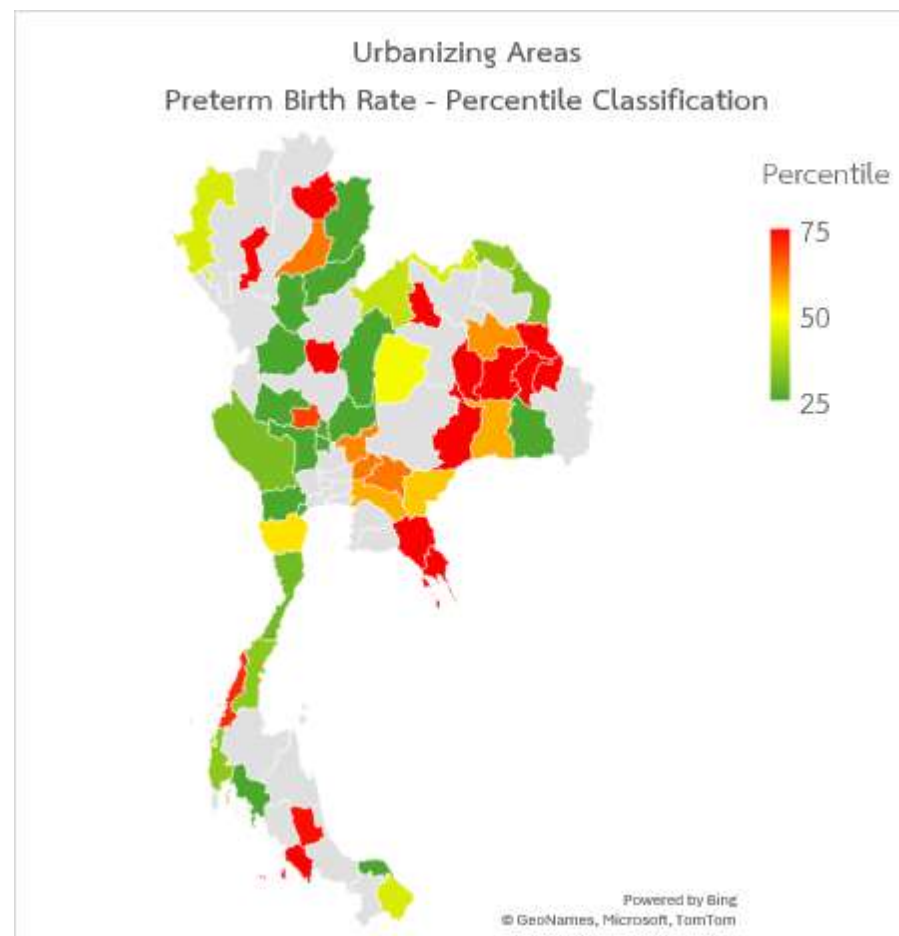 Urbanizing Areas
Preterm Birth Rate - Percentile Classification
Percentile
75
50
25
Powered by Bing
© GeoNames, Microsoft, TomTom